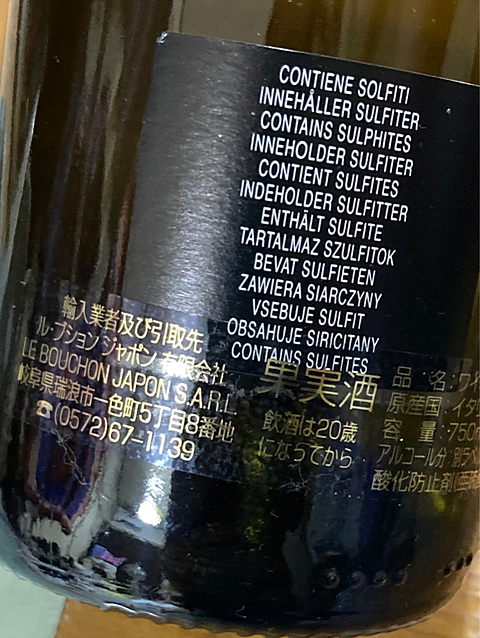 CONTIENE SOLFITI
INNEHÅLLER SULFITER
CONTAINS SULPHITES
INNEHOLDER SULFITER
CONTIENT SULFITES
INDEHOLDER SULFITTER
ENTHÄLT SULFITE
TARTALMAZ SZULFITOK
BEVAT SULFIETEN
ZAWIERA SIARCZYNY
VSEBUJE SULFIT
OBSAHUJE SIRICITANY
CONTAINS SULFITES
輸入業者及び引取先
ル・ブション ジャポン 有限会社
LE BOUCHON JAPON S.A.R.L.
岐阜県瑞浪市一色町5丁目8番地
☎(0572)67-1139
果実酒
飲酒は20歳
になってから
品 名:ワイ
原産国:イタ
容 量:750m
アルコール分:別ラベ
酸化防止剤